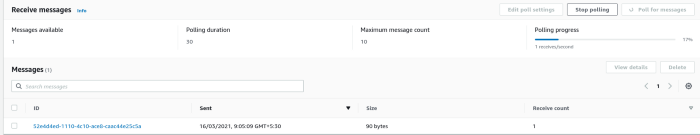 Receive messages Info
Edit poll settings Stop polling Poll for messages
Messages available Polling duration Maximum message count Polling progress
1 30 10 17%
1 receives/second
Messages (1) View details Delete
Search messages 1
ID Sent Size Receive count
52e4d4ed-1110-4c10-ace8-caac44e25c5a 16/03/2021, 9:05:09 GMT+5:30 90 bytes 1